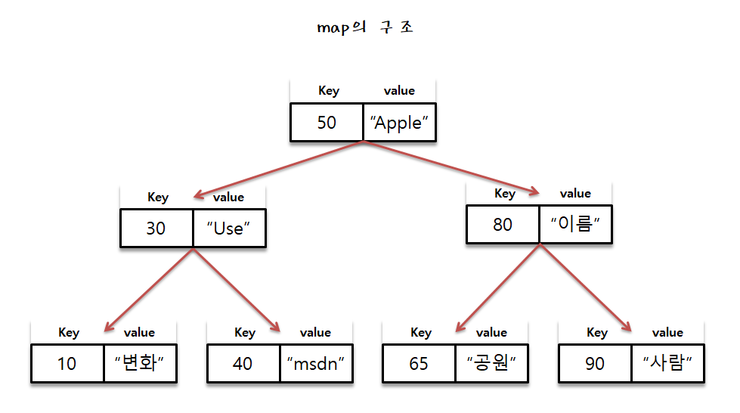 map의 구조
Key value
50 "Apple"
Key value
30 "Use"
Key value
80 "이름"
Key value
10 "변화"
Key value
40 "msdn"
Key value
65 "공원"
Key value
90 "사람"